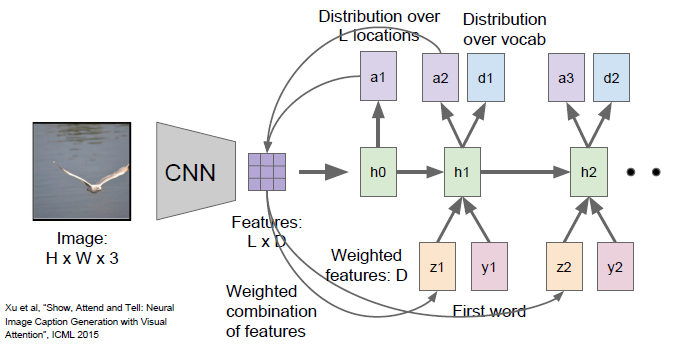 Distribution over
L locations
Distribution
over vocab
a1
a2
d1
a3
d2
CNN
h0
h1
h2
Features:
L x D
Image:
H x W x 3
Weighted
features: D
z1
y1
z2
y2
Weighted
combination
of features
First word
Xu et al, “Show, Attend and Tell: Neural
Image Caption Generation with Visual
Attention”, ICML 2015